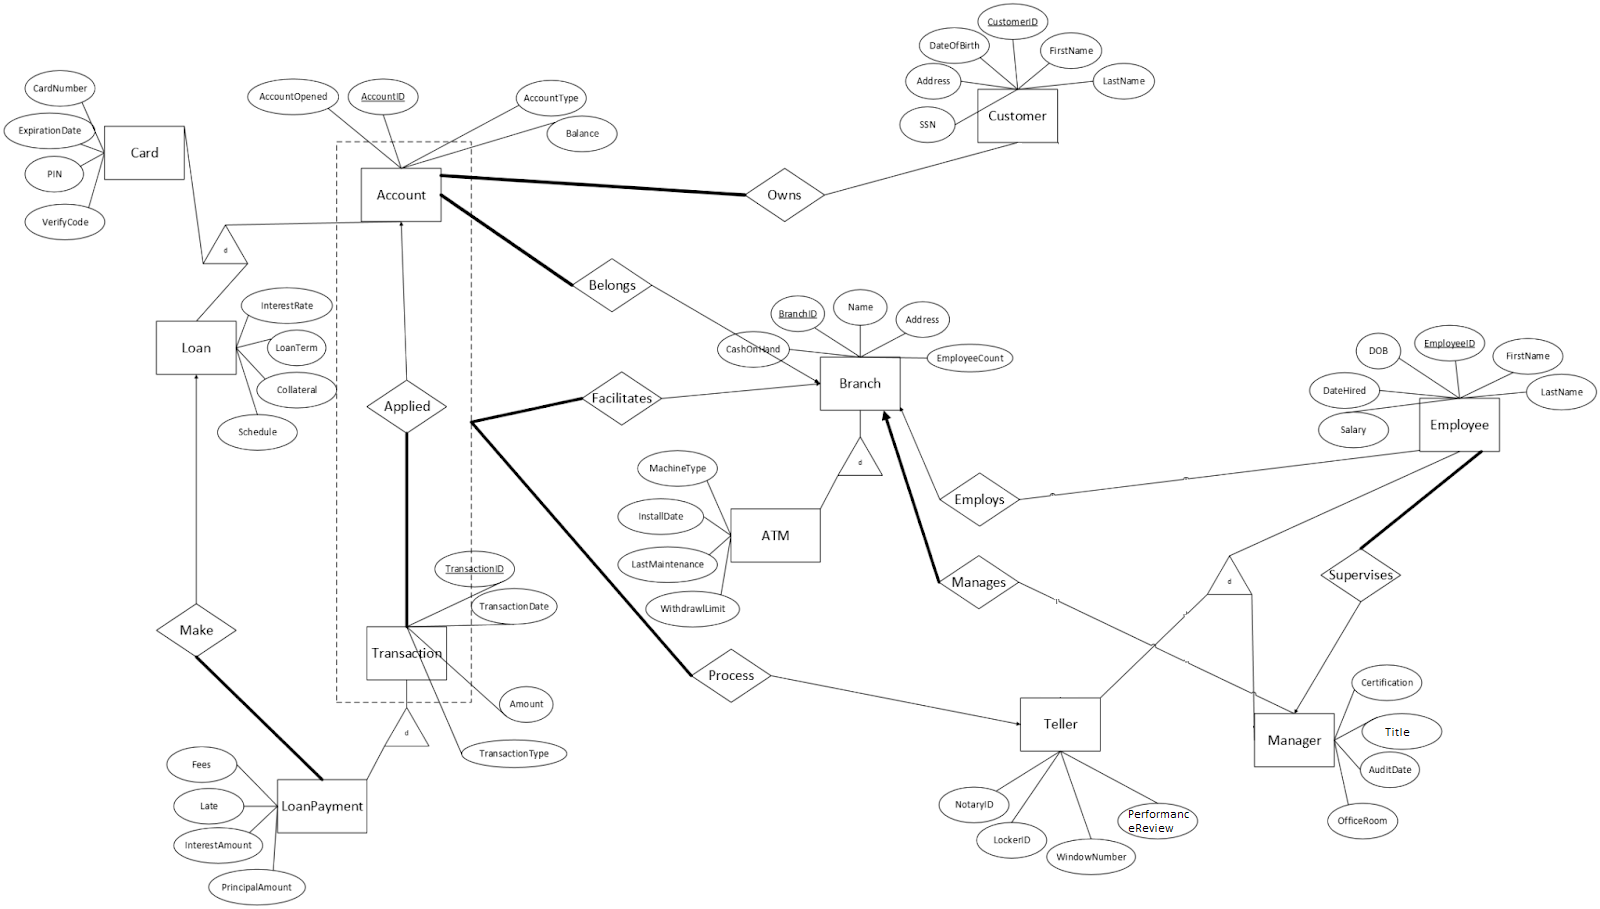 CustomerID
DateOfBirth
FirstName
Address
LastName
SSN
Customer
CardNumber
ExpirationDate
PIN
VerifyCode
Card
AccountOpened
AccountID
AccountType
Balance
Account
Owns
d
Belongs
InterestRate
Loan
LoanTerm
Collateral
Schedule
BranchID
Name
Address
CashOnHand
EmployeeCount
Branch
Applied
Facilitates
DOB
EmployeeID
FirstName
DateHired
LastName
Salary
Employee
d
MachineType
InstallDate
ATM
LastMaintenance
WithdrawlLimit
Employs
Manages
d
Supervises
TransactionID
TransactionDate
Transaction
Amount
TransactionType
d
Make
Process
Teller
Manager
Certification
Title
AuditDate
OfficeRoom
Fees
Late
InterestAmount
PrincipalAmount
LoanPayment
NotaryID
LockerID
WindowNumber
Performanc
eReview